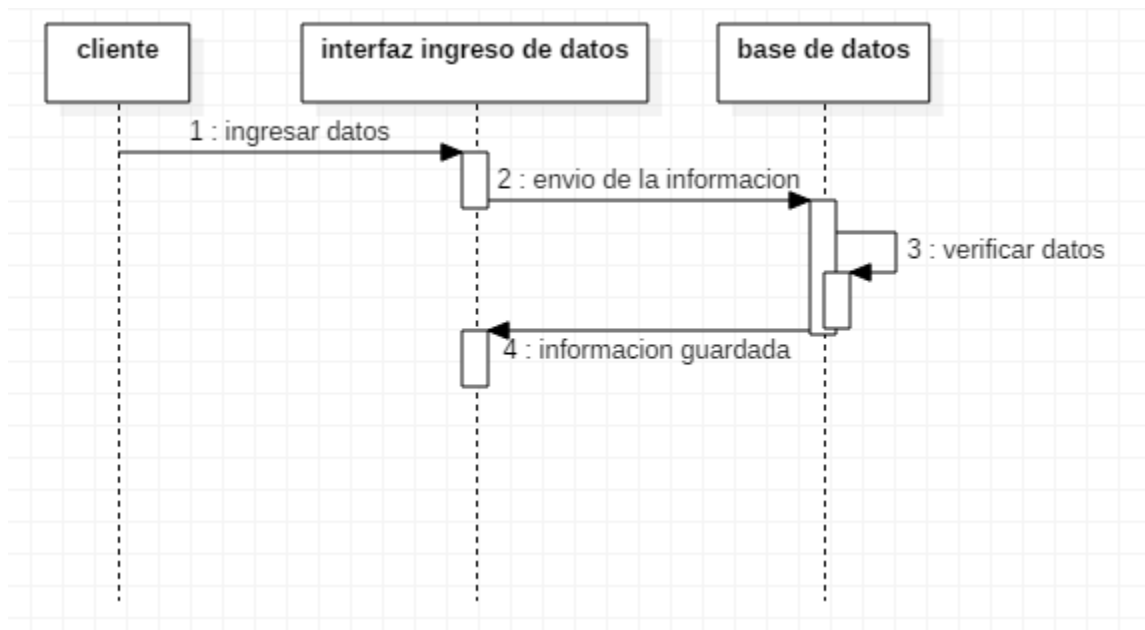 cliente
interfaz ingreso de datos
base de datos
1 : ingresar datos
2 : envio de la informacion
3 : verificar datos
4 : informacion guardada